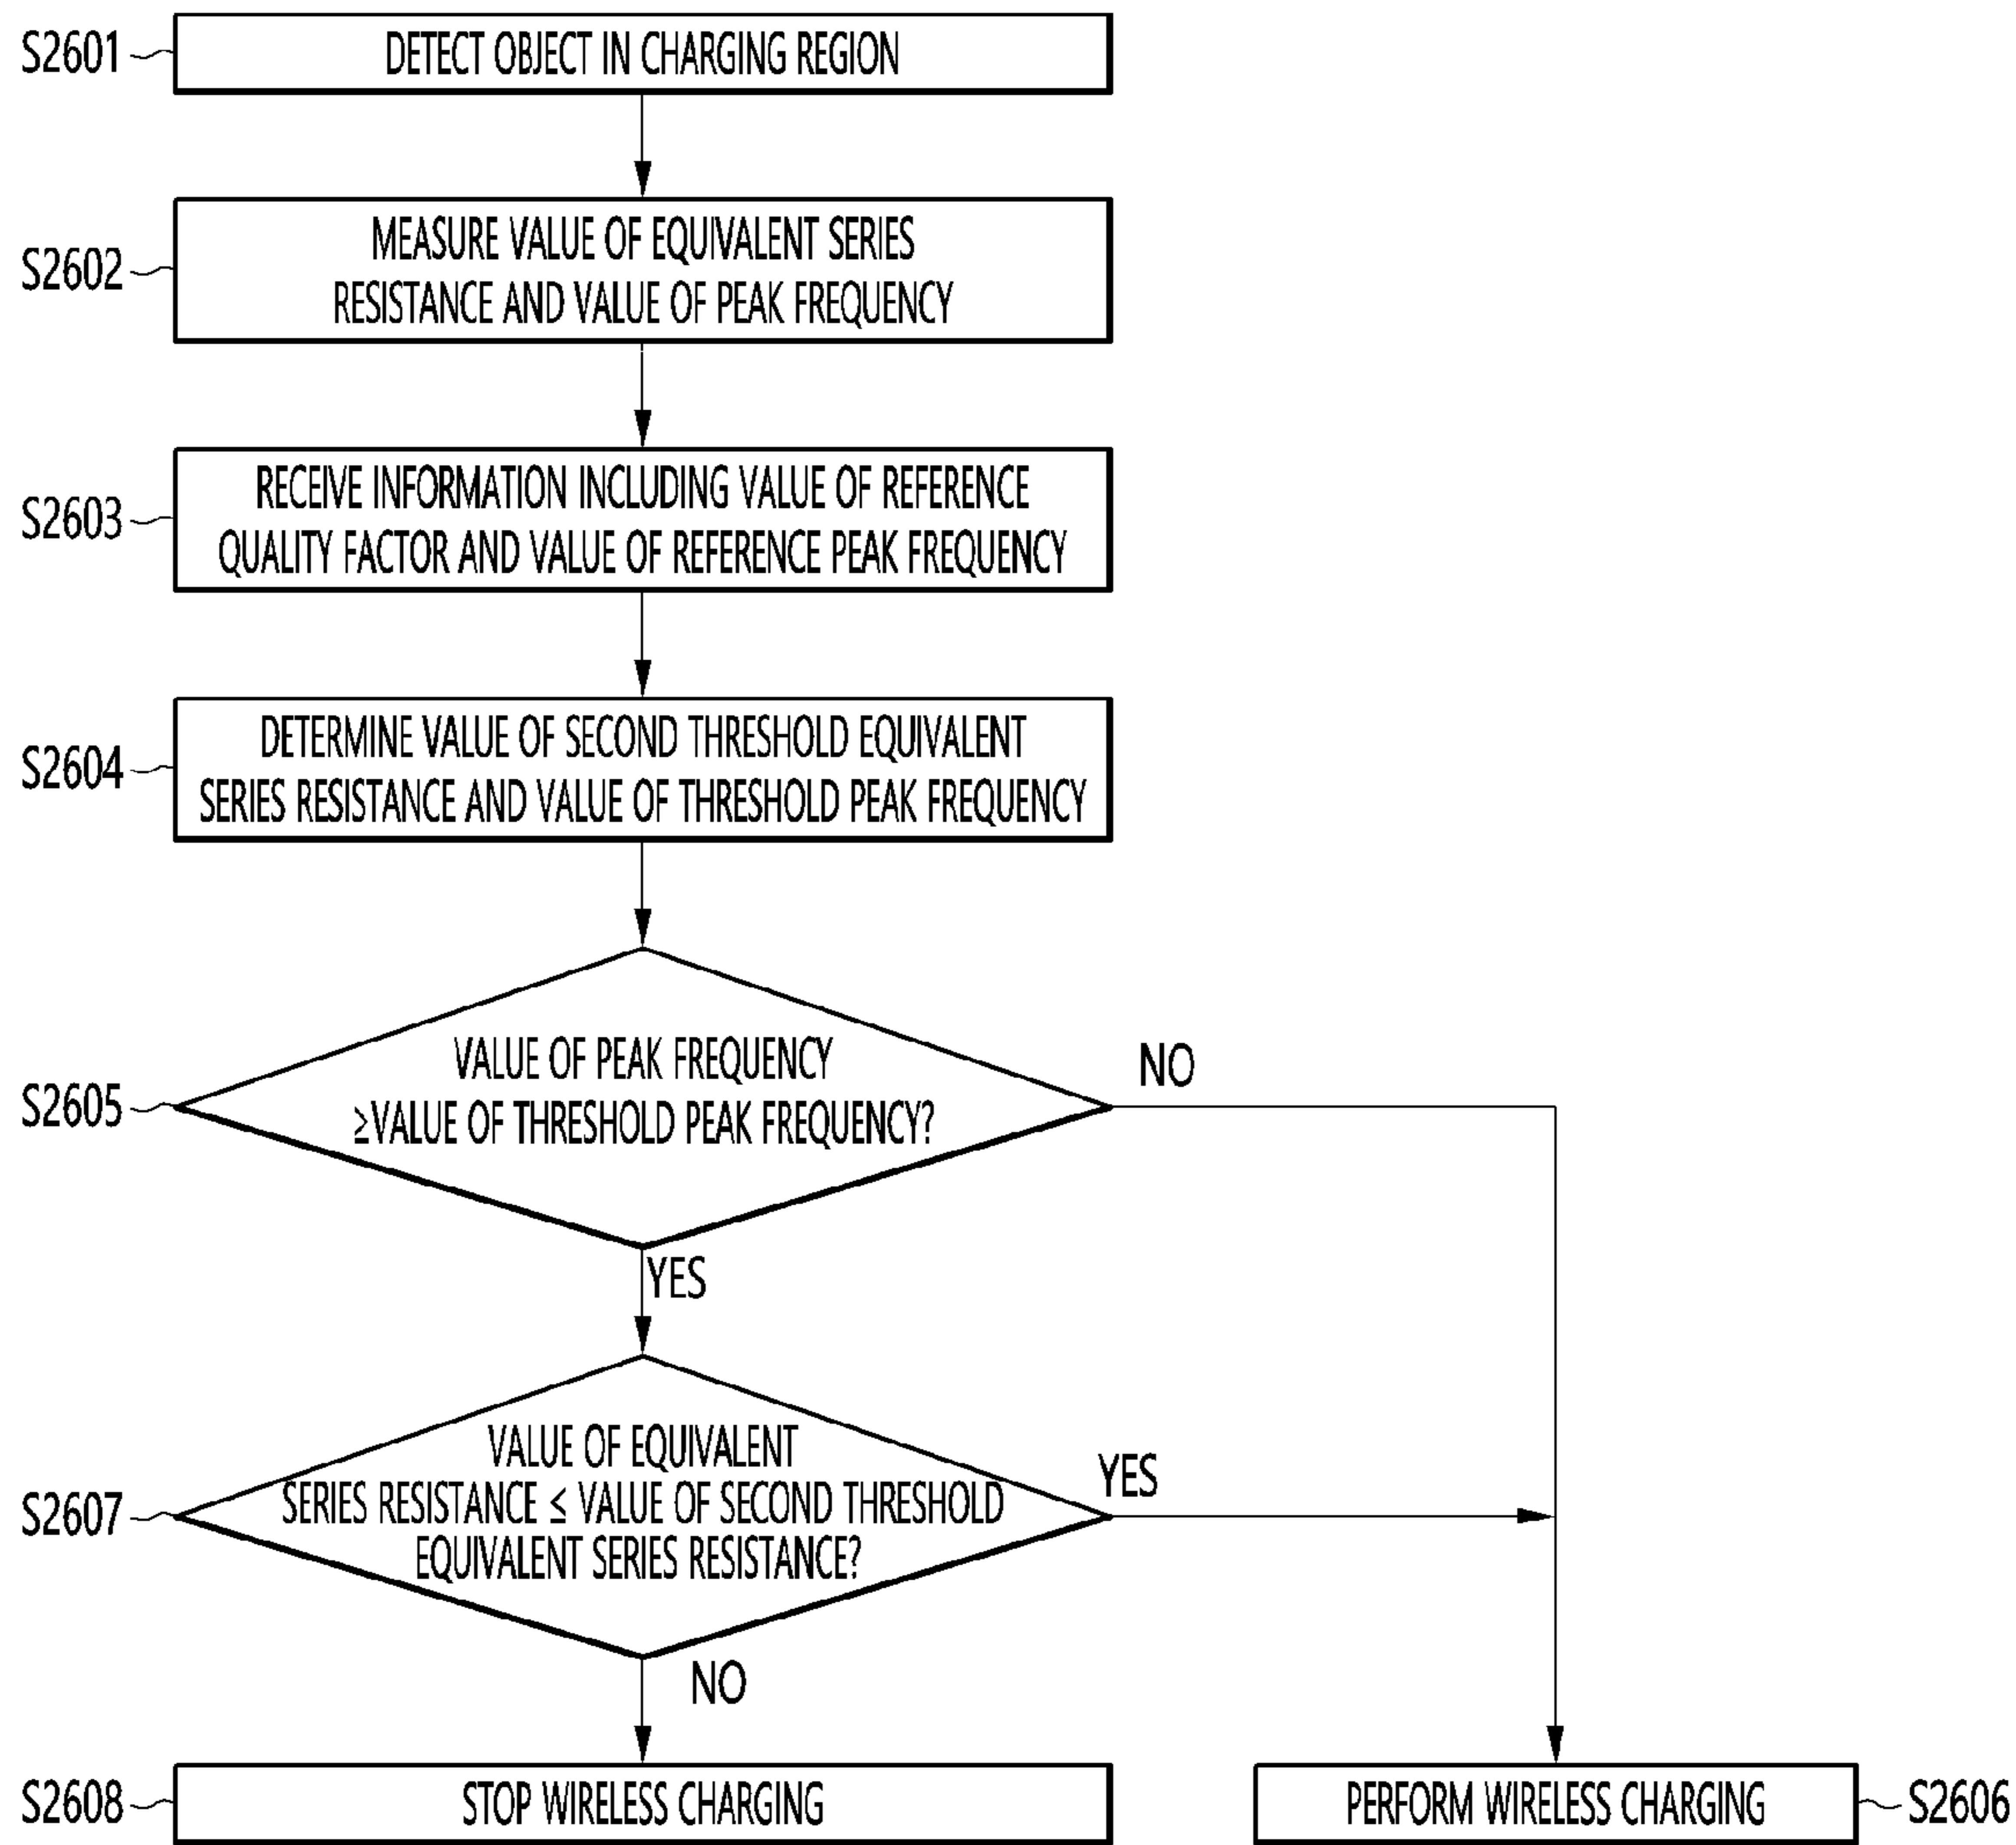 S2601
DETECT OBJECT IN CHARGING REGION
S2602
MEASURE VALUE OF EQUIVALENT SERIES
RESISTANCE AND VALUE OF PEAK FREQUENCY
S2603
RECEIVE INFORMATION INCLUDING VALUE OF REFERENCE
QUALITY FACTOR AND VALUE OF REFERENCE PEAK FREQUENCY
S2604
DETERMINE VALUE OF SECOND THRESHOLD EQUIVALENT
SERIES RESISTANCE AND VALUE OF THRESHOLD PEAK FREQUENCY
S2605
VALUE OF PEAK FREQUENCY
≥VALUE OF THRESHOLD PEAK FREQUENCY?
NO
YES
S2607
VALUE OF EQUIVALENT
SERIES RESISTANCE ≤ VALUE OF SECOND THRESHOLD
EQUIVALENT SERIES RESISTANCE?
YES
NO
S2608
STOP WIRELESS CHARGING
PERFORM WIRELESS CHARGING
S2606